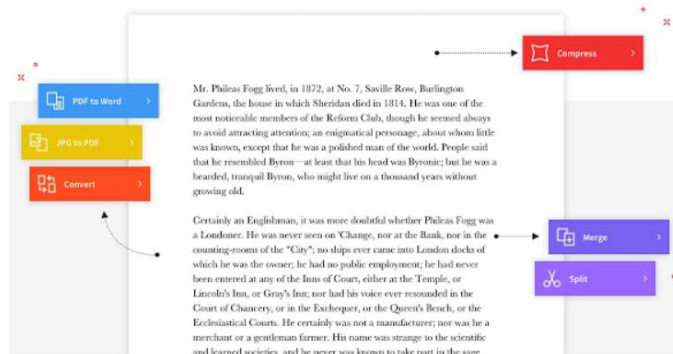 Compress
PDF to Word
JPG to PDF
Convert
Mr. Phileas Fogg lived, in 1872, at No. 7, Saville Row, Burlington
Gardens, the house in which Sheridan died in 1814. He was one of the
most noticeable members of the Reform Club, though he seemed always
to avoid attracting attention; an enigmatical personage, about whom little
was known, except that he was a polished man of the world. People said
that he resembled Byron—at least that his head was Byronic; but he was a
bearded, tranquil Byron, who might live on a thousand years without
growing old.
Certainly an Englishman, it was more doubtful whether Phileas Fogg was
a Londoner. He was never seen on 'Change, nor at the Bank, nor in the
counting-rooms of the "City"; no ships ever came into London docks of
which he was the owner; he had no public employment; he had never
been entered at any of the Inns of Court, either at the Temple, or
Lincoln's Inn, or Gray's Inn; nor had his voice ever resounded in the
Court of Chancery, or in the Exchequer, or the Queen's Bench, or the
Ecclesiastical Courts. He certainly was not a manufacturer; nor was he a
merchant or a gentleman farmer. His name was strange to the scientific
and learned societies, and he never was known to take part in the sage
Merge
Split